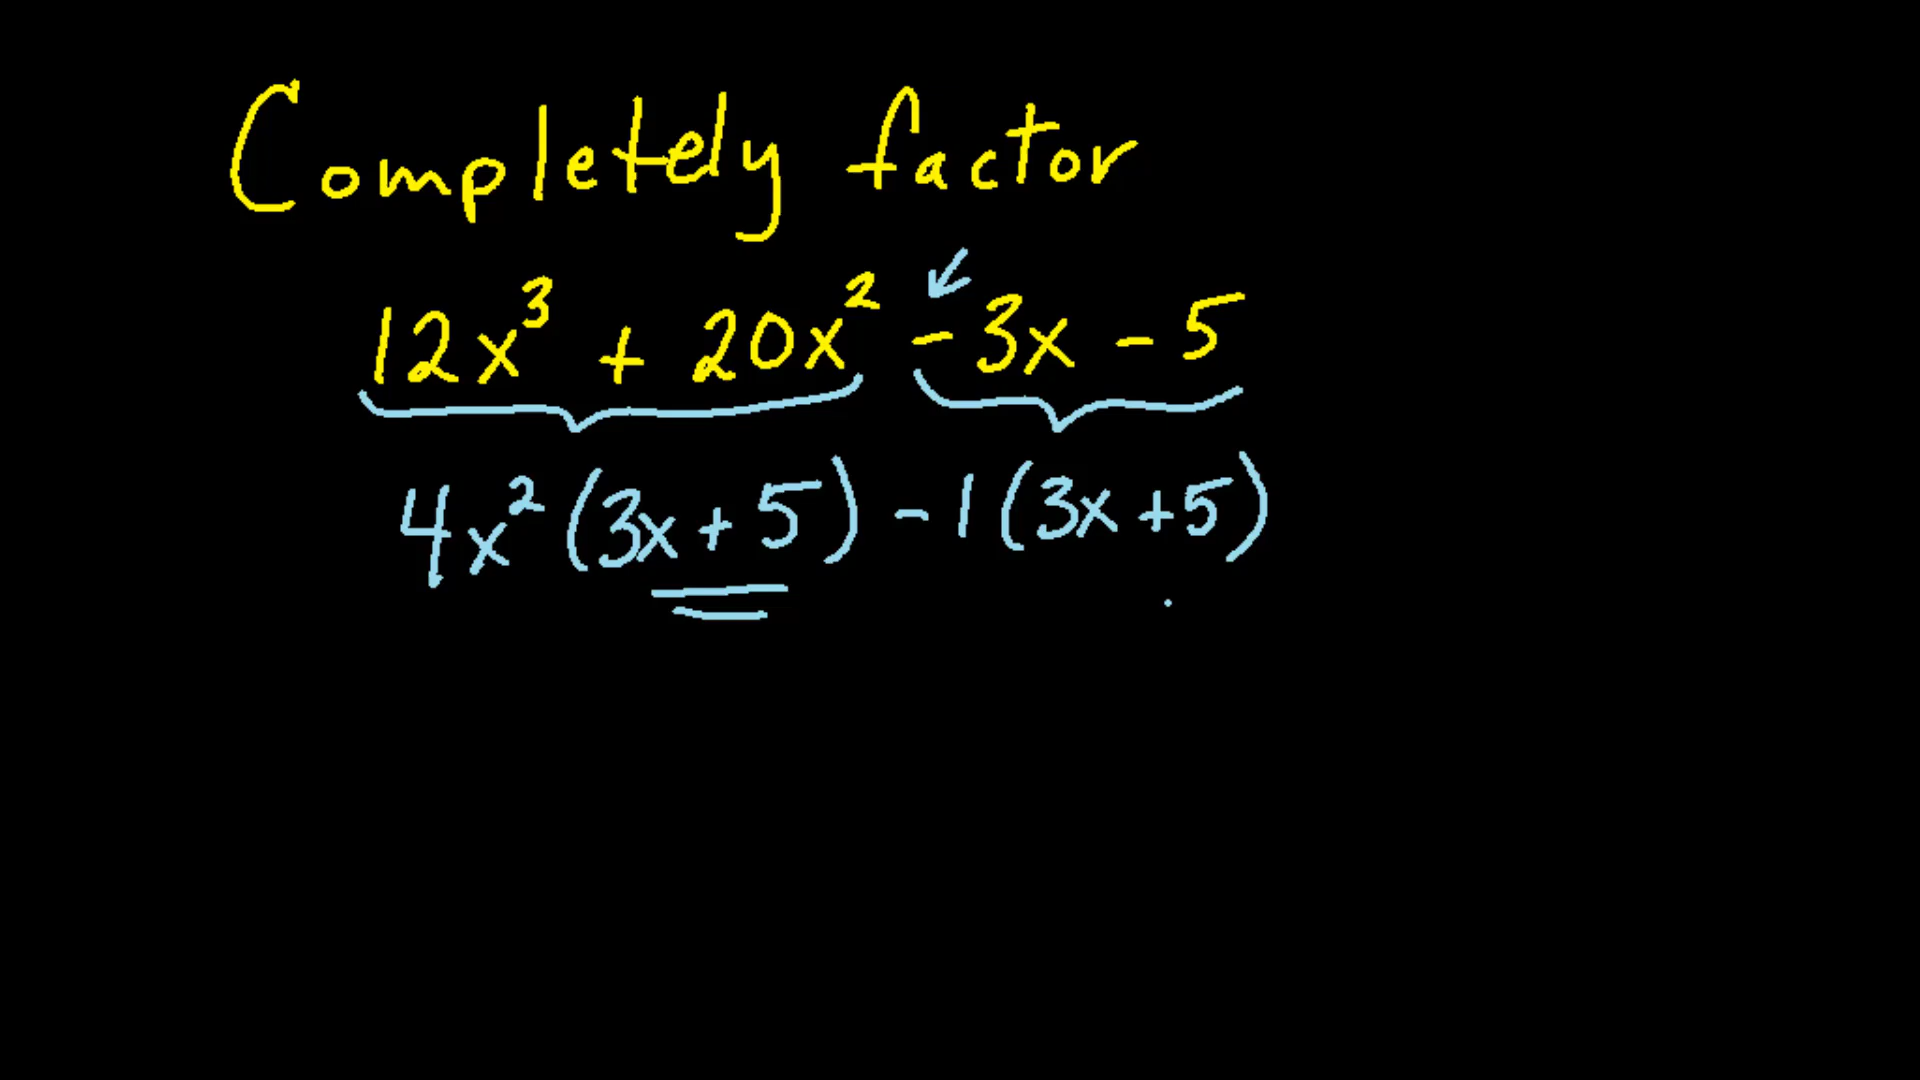 Completely factor
12x³ + 20x² - 3x - 5
4x² (3x + 5) - 1 (3x + 5)